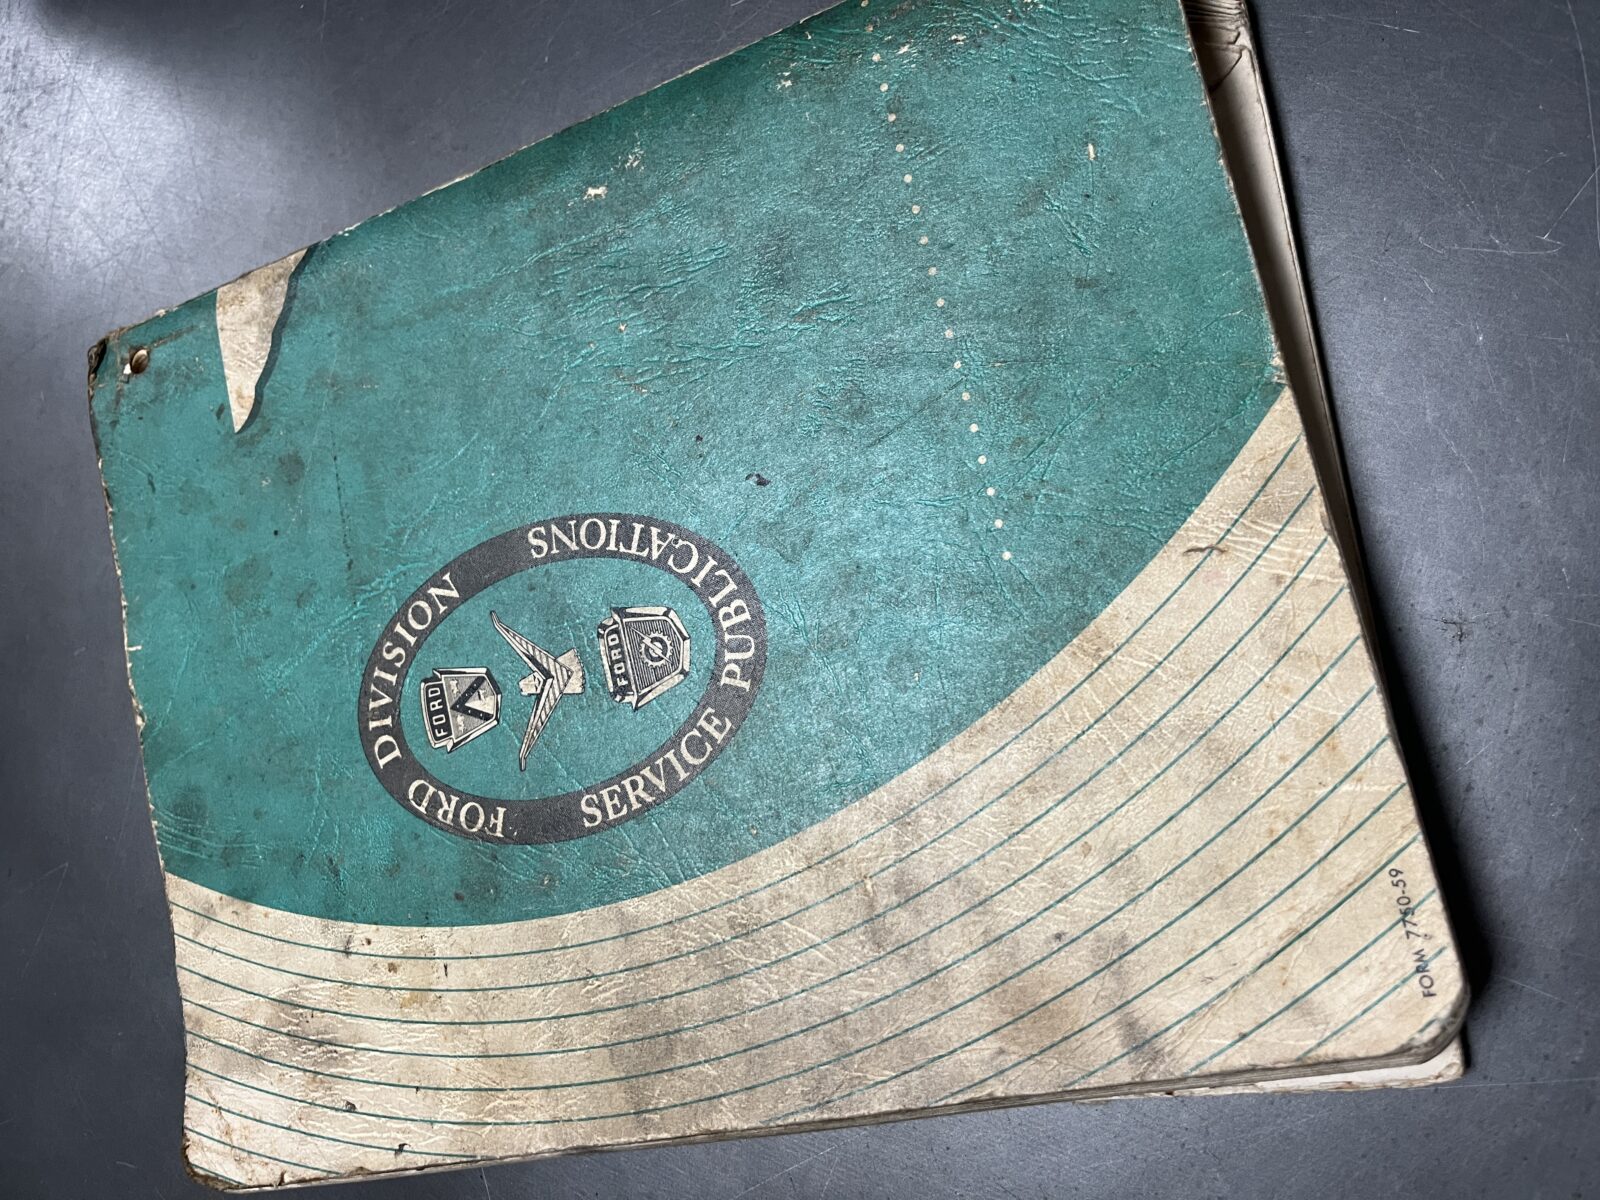 FORD DIVISION
SERVICE PUBLICATIONS
FORD
FORD
FORM 7750-59